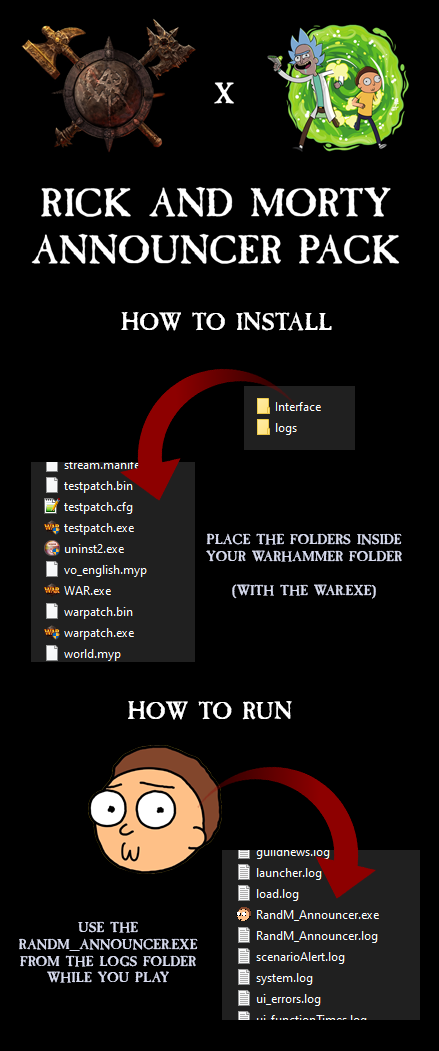 X
RICK AND MORTY
ANNOUNCER PACK
HOW TO INSTALL
Interface
logs
stream.manife
testpatch.bin
testpatch.cfg
testpatch.exe
uninst2.exe
vo_english.myp
WAR.exe
warpatch.bin
warpatch.exe
world.myp
PLACE THE FOLDERS INSIDE
YOUR WARHAMMER FOLDER
(WITH THE WAR.EXE)
HOW TO RUN
guildnews.log
launcher.log
load.log
RandM_Announcer.exe
RandM_Announcer.log
scenarioAlert.log
system.log
ui_errors.log
ui_functionTimes.log
USE THE
RANDM_ANNOUNCER.EXE
FROM THE LOGS FOLDER
WHILE YOU PLAY